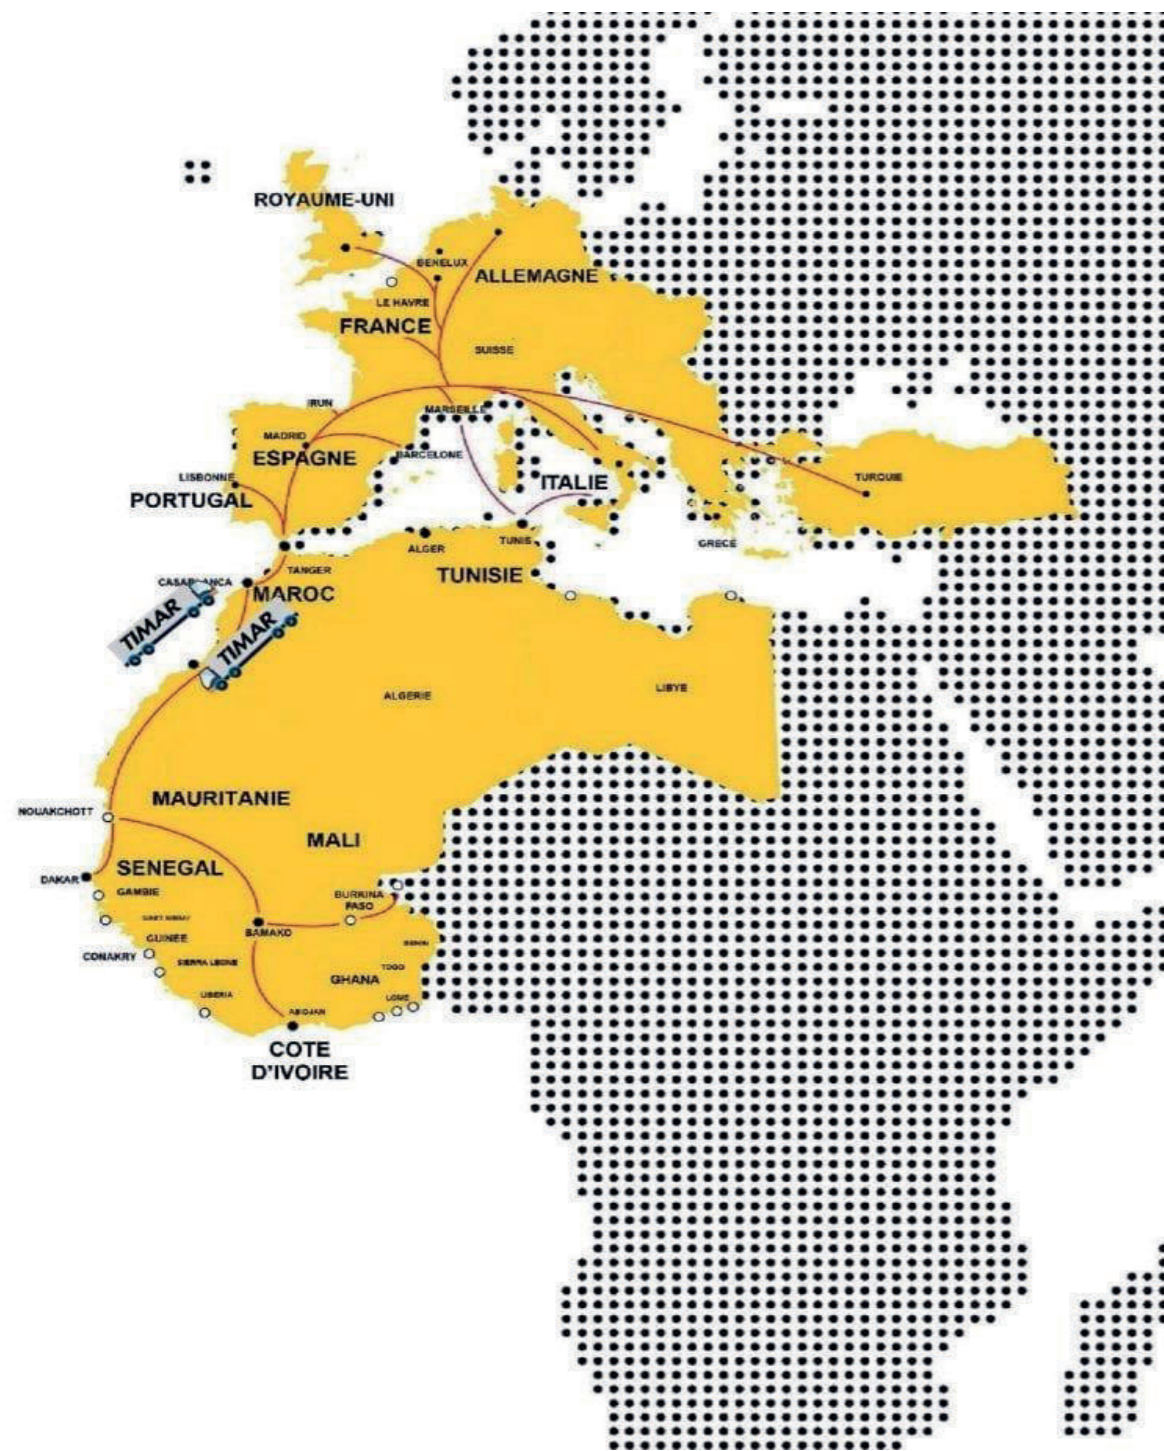 ROYAUME-UNI
BENELUX
ALLEMAGNE
LE HAVRE
FRANCE
SUISSE
IRUN
MARSEILLE
MADRID
BARCELONE
ESPAGNE
LISBONNE
ITALIE
TURQUIE
PORTUGAL
TUNIS
GRECE
ALGER
TANGER
TUNISIE
CASABLANCA
MAROC
TIMAR
TIMAR
ALGERIE
LIBYE
MAURITANIE
NOUAKCHOTT
MALI
SENEGAL
DAKAR
GAMBIE
BURKINA
FASO
BAMAKO
GUINEE
BENIN
CONAKRY
SIERRA LEONE
TOGO
GHANA
LIBERIA
LOME
ABIDJAN
COTE
D'IVOIRE